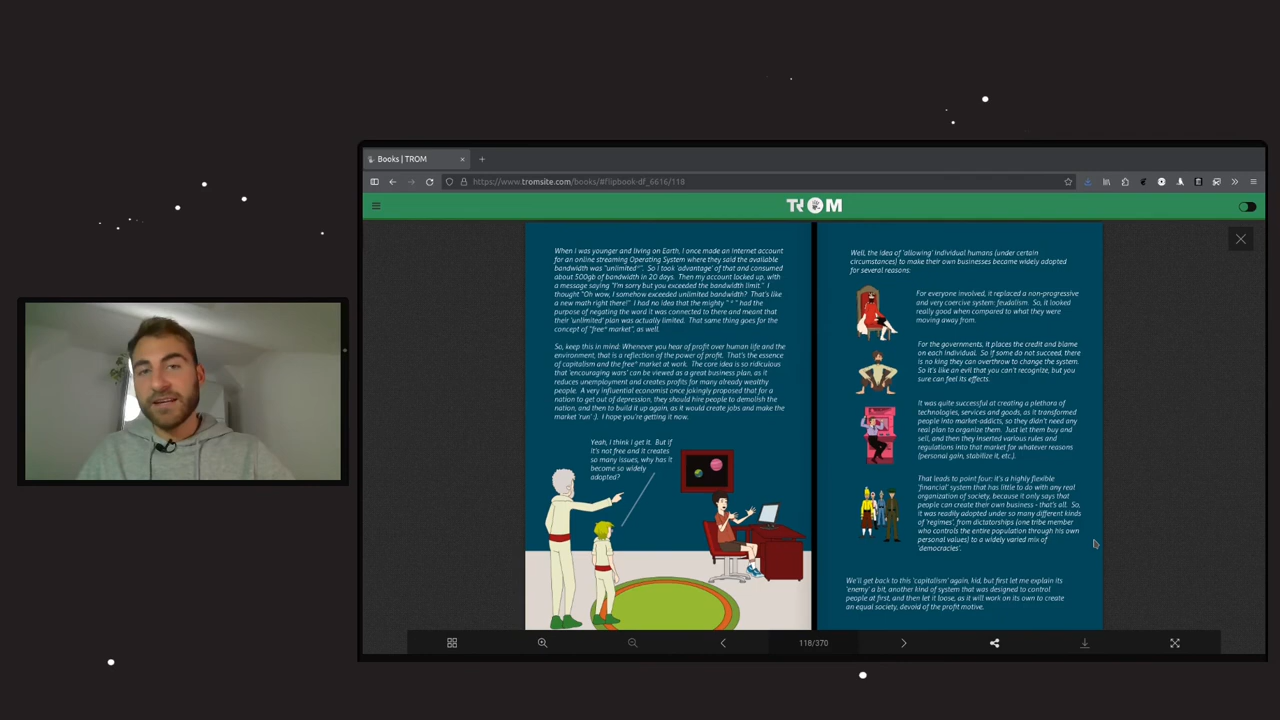 Books | TROM
https://www.tromsite.com/books/#flipbook-df_6616/118
TROM
When I was younger and living on Earth, I once made an Internet account
for an online streaming Operating System where they said the available
bandwidth was "unlimited*". So I took 'advantage' of that and consumed
about 500gb of bandwidth in 20 days. Then my account locked up, with
a message saying "I'm sorry but you exceeded the bandwidth limit." I
thought "Oh wow, I somehow exceeded unlimited bandwidth? That's like
a new math right there!" I had no idea that the mighty " * " had the
purpose of negating the word it was connected to there and meant that
their 'unlimited' plan was actually limited. That same thing goes for the
concept of "free* market", as well.
So, keep this in mind: Whenever you hear of profit over human life and the
environment, that is a reflection of the power of profit. That's the essence
of capitalism and the free* market at work. The core idea is so ridiculous
that 'encouraging wars' can be viewed as a great business plan, as it
reduces unemployment and creates profits for many already wealthy
people. A very influential economist once jokingly proposed that for a
nation to get out of depression, they should hire people to demolish the
nation, and then to build it up again, as it would create jobs and make the
market 'run' :). I hope you're getting it now.
Yeah, I think I get it. But if
it's not free and it creates
so many issues, why has it
become so widely
adopted?
Well, the idea of 'allowing' individual humans (under certain
circumstances) to make their own businesses became widely adopted
for several reasons:
For everyone involved, it replaced a non-progressive
and very coercive system: feudalism. So, it looked
really good when compared to what they were
moving away from.
For the governments, it places the credit and blame
on each individual. So if some do not succeed, there
is no king they can overthrow to change the system.
So it's like an evil that you can't recognize, but you
sure can feel its effects.
It was quite successful at creating a plethora of
technologies, services and goods, as it transformed
people into market-addicts, so they didn't need any
real plan to organize them. Just let them buy and
sell, and then they inserted various rules and
regulations into that market for whatever reasons
(personal gain, stabilize it, etc.).
That leads to point four: it's a highly flexible
'financial' system that has little to do with any real
organization of society, because it only says that
people can create their own business - that's all. So,
it was readily adopted under so many different kinds
of 'regimes', from dictatorships (one tribe member
who controls the entire population through his own
personal values) to a widely varied mix of
'democracies'.
We'll get back to this 'capitalism' again, kid, but first let me explain its
'enemy' a bit, another kind of system that was designed to control
people at first, and then let it loose, as it will work on its own to create
an equal society, devoid of the profit motive.
118/370